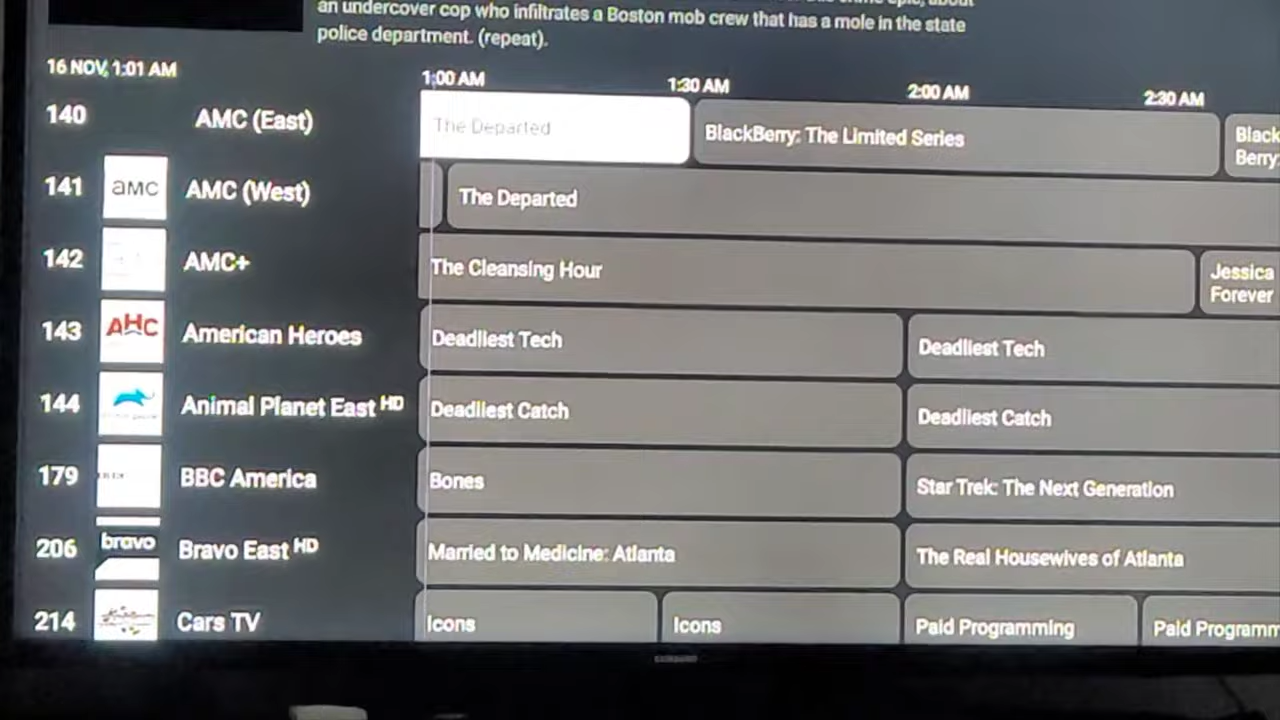 an undercover cop who infiltrates a Boston mob crew that has a mole in the state
police department. (repeat).
16 NOV, 1:01 AM
1:00 AM
1:30 AM
2:00 AM
2:30 AM
140
AMC (East)
The Departed
BlackBerry: The Limited Series
Black
Berry:
141
aMC
AMC (West)
The Departed
142
AMC+
The Cleansing Hour
Jessica
Forever
143
AHC
American Heroes
Deadliest Tech
Deadliest Tech
144
Animal Planet East HD
Deadliest Catch
Deadliest Catch
179
BBC America
Bones
Star Trek: The Next Generation
206
bravo
Bravo East HD
Married to Medicine: Atlanta
The Real Housewives of Atlanta
214
Cars TV
Icons
Icons
Paid Programming
Paid Programm
SAMSUNG